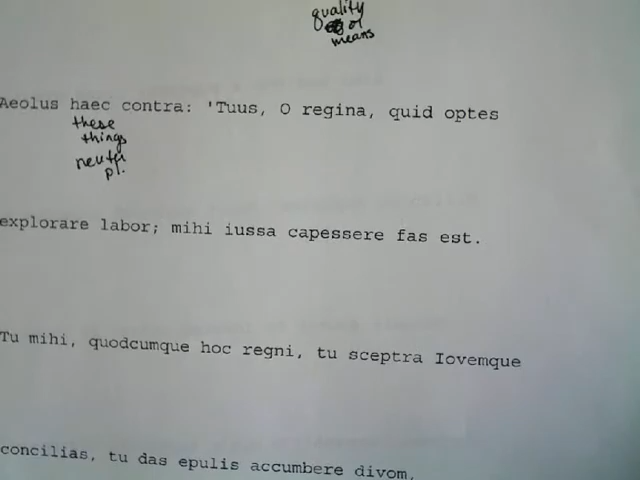 quality
of
means
Aeolus haec contra: 'Tuus, O regina, quid optes
these
things
neuter
pl.
explorare labor; mihi iussa capessere fas est.
Tu mihi, quodcumque hoc regni, tu sceptra Iovemque
concilias, tu das epulis accumbere divom,